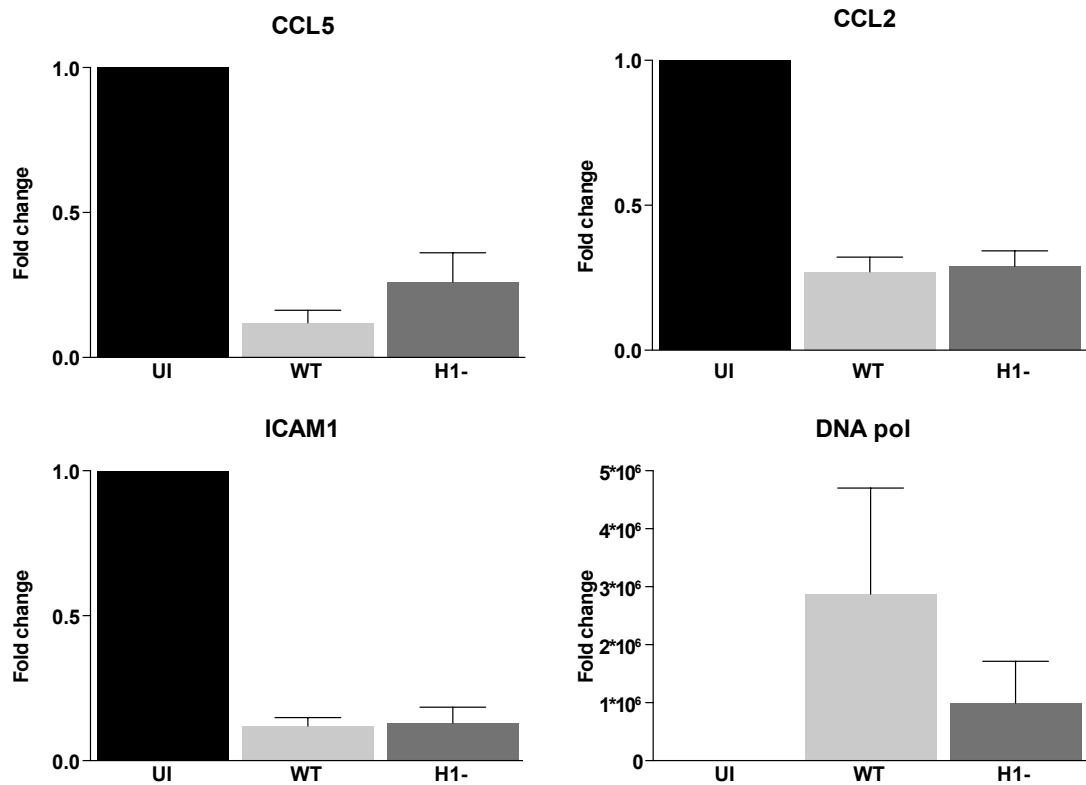 CCL5
Fold change
1.0
0.5
0.0
UI WT H1-
CCL2
Fold change
1.0
0.5
0.0
UI WT H1-
ICAM1
Fold change
1.0
0.5
0.0
UI WT H1-
DNA pol
Fold change
5*10⁶
4*10⁶
3*10⁶
2*10⁶
1*10⁶
0
UI WT H1-